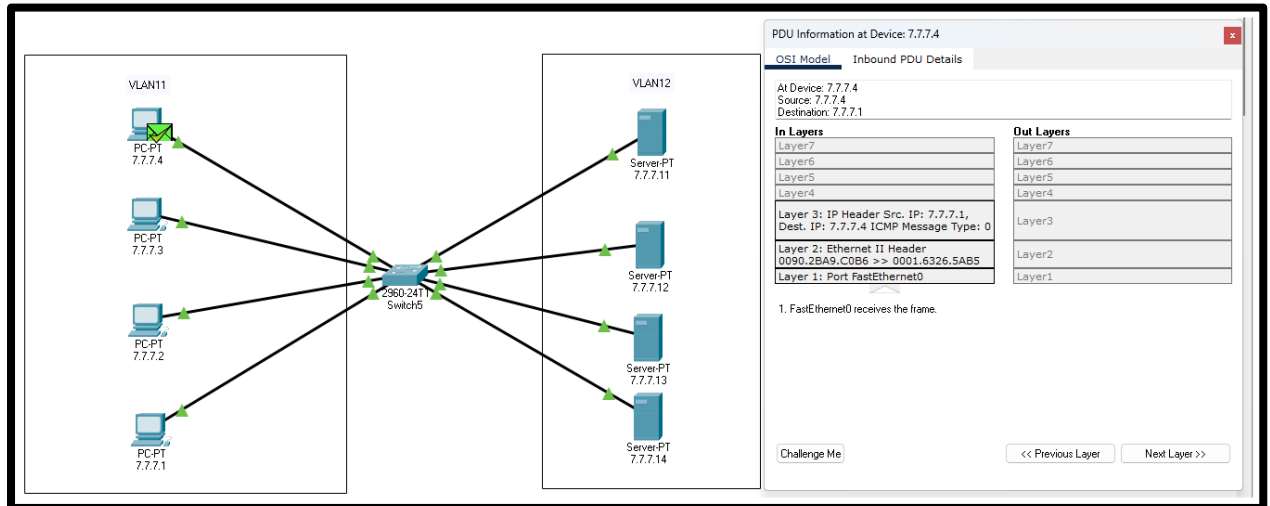 VLAN11
PC-PT
7.7.7.4
PC-PT
7.7.7.3
PC-PT
7.7.7.2
PC-PT
7.7.7.1
2960-24TT
Switch5
VLAN12
Server-PT
7.7.7.11
Server-PT
7.7.7.12
Server-PT
7.7.7.13
Server-PT
7.7.7.14
PDU Information at Device: 7.7.7.4
x
OSI Model Inbound PDU Details
At Device: 7.7.7.4
Source: 7.7.7.4
Destination: 7.7.7.1
In Layers
Layer7
Layer6
Layer5
Layer4
Layer 3: IP Header Src. IP: 7.7.7.1,
Dest. IP: 7.7.7.4 ICMP Message Type: 0
Layer 2: Ethernet II Header
0090.2BA9.C0B6 >> 0001.6326.5AB5
Layer 1: Port FastEthernet0
Out Layers
Layer7
Layer6
Layer5
Layer4
Layer3
Layer2
Layer1
1. FastEthernet0 receives the frame.
Challenge Me
<< Previous Layer
Next Layer >>